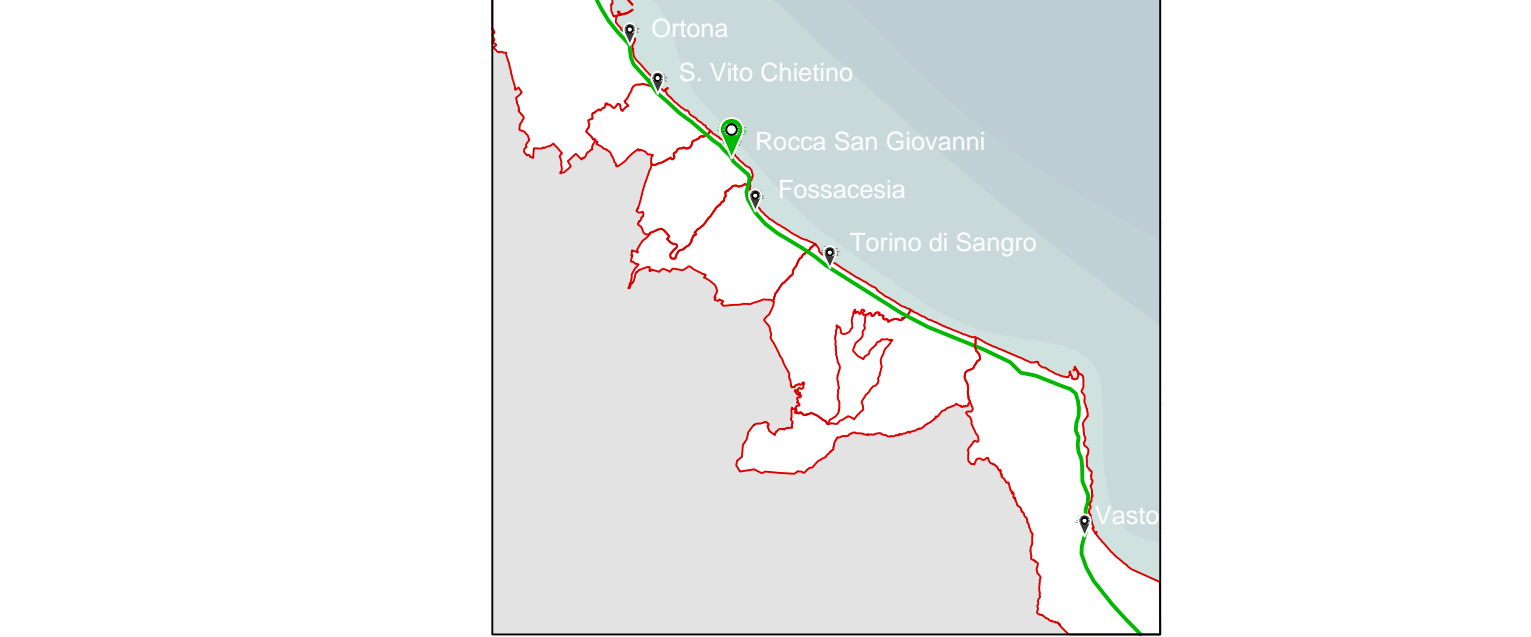 Ortona
S. Vito Chietino
Rocca San Giovanni
Fossacesia
Torino di Sangro
Vasto